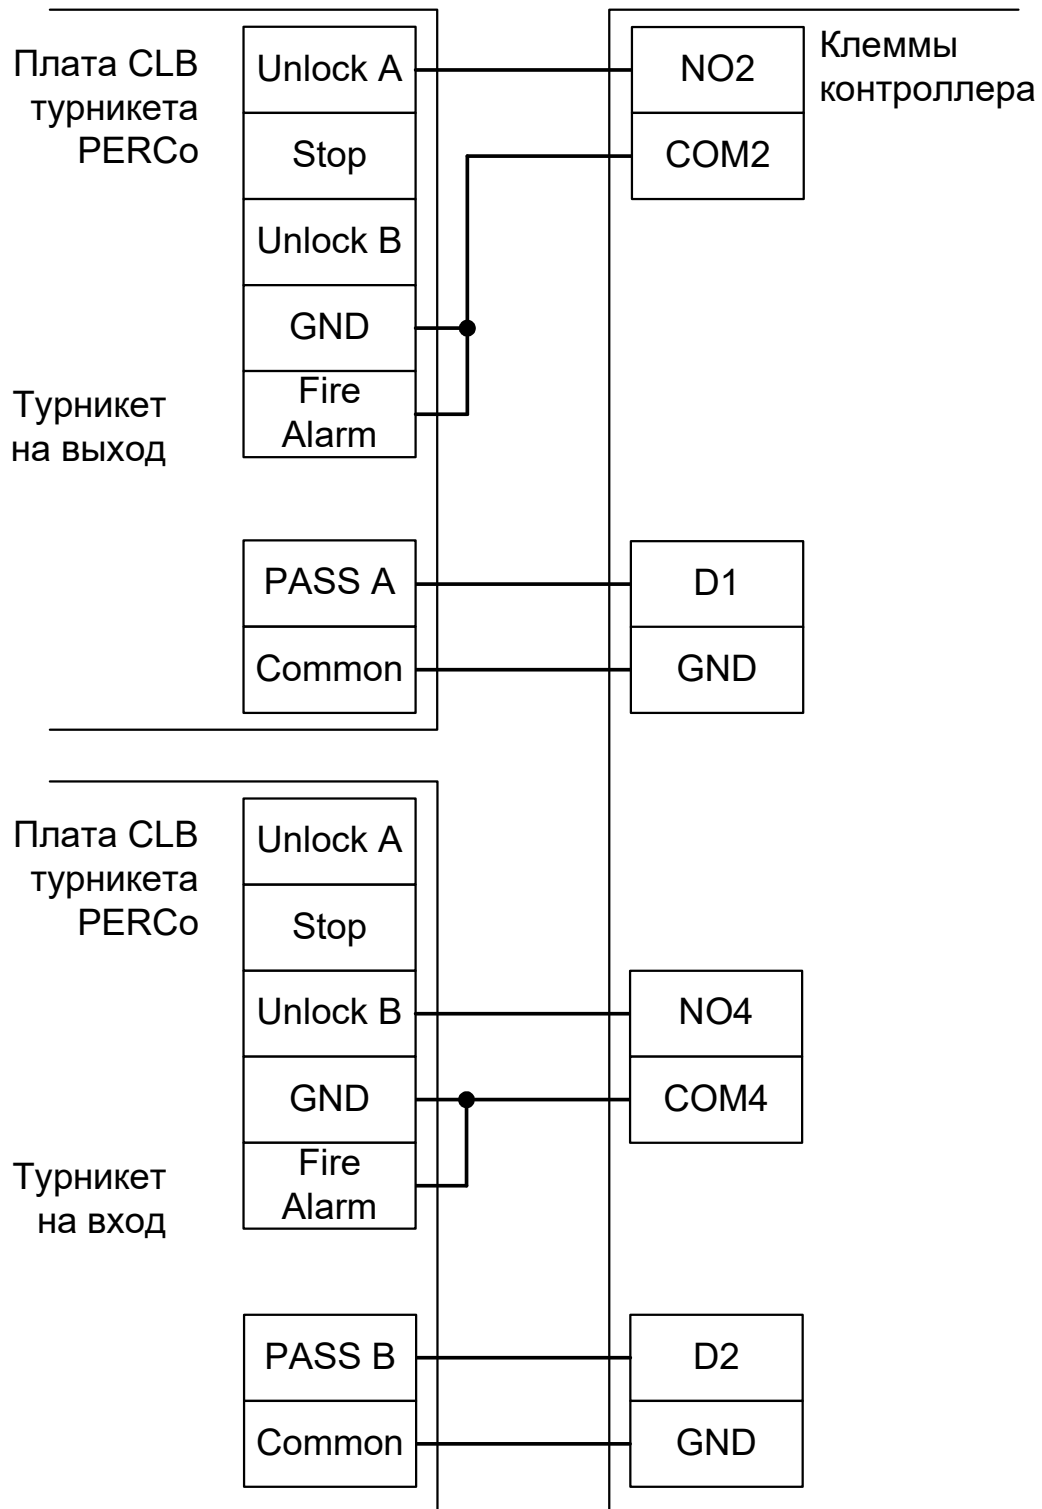 Плата CLB
турникета
PERCo
Unlock A
Stop
Unlock B
GND
Fire
Alarm
Турникет
на выход
PASS A
Common
NO2
COM2
Клеммы
контроллера
D1
GND
Плата CLB
турникета
PERCo
Unlock A
Stop
Unlock B
GND
Fire
Alarm
Турникет
на вход
PASS B
Common
NO4
COM4
D2
GND